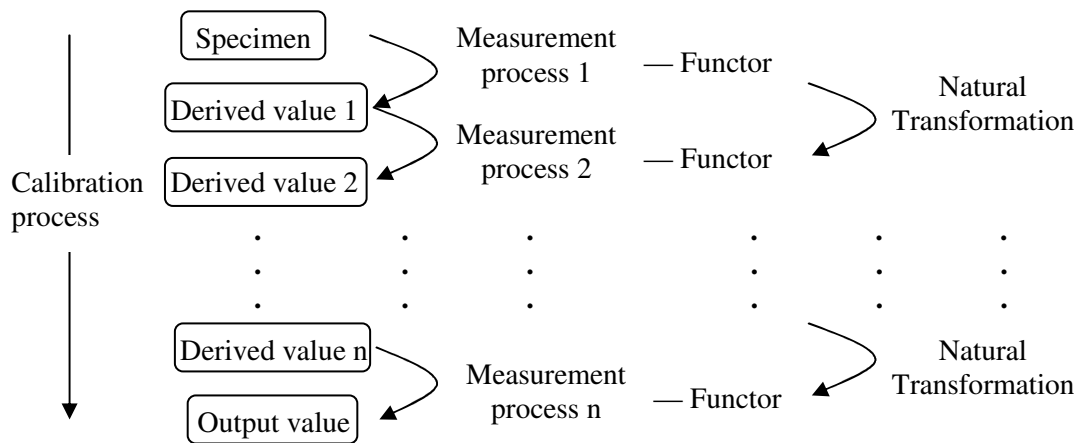 Specimen
Measurement
process 1
— Functor
Derived value 1
Natural
Transformation
Measurement
process 2
— Functor
Derived value 2
Calibration
process
Derived value n
Measurement
process n
— Functor
Natural
Transformation
Output value